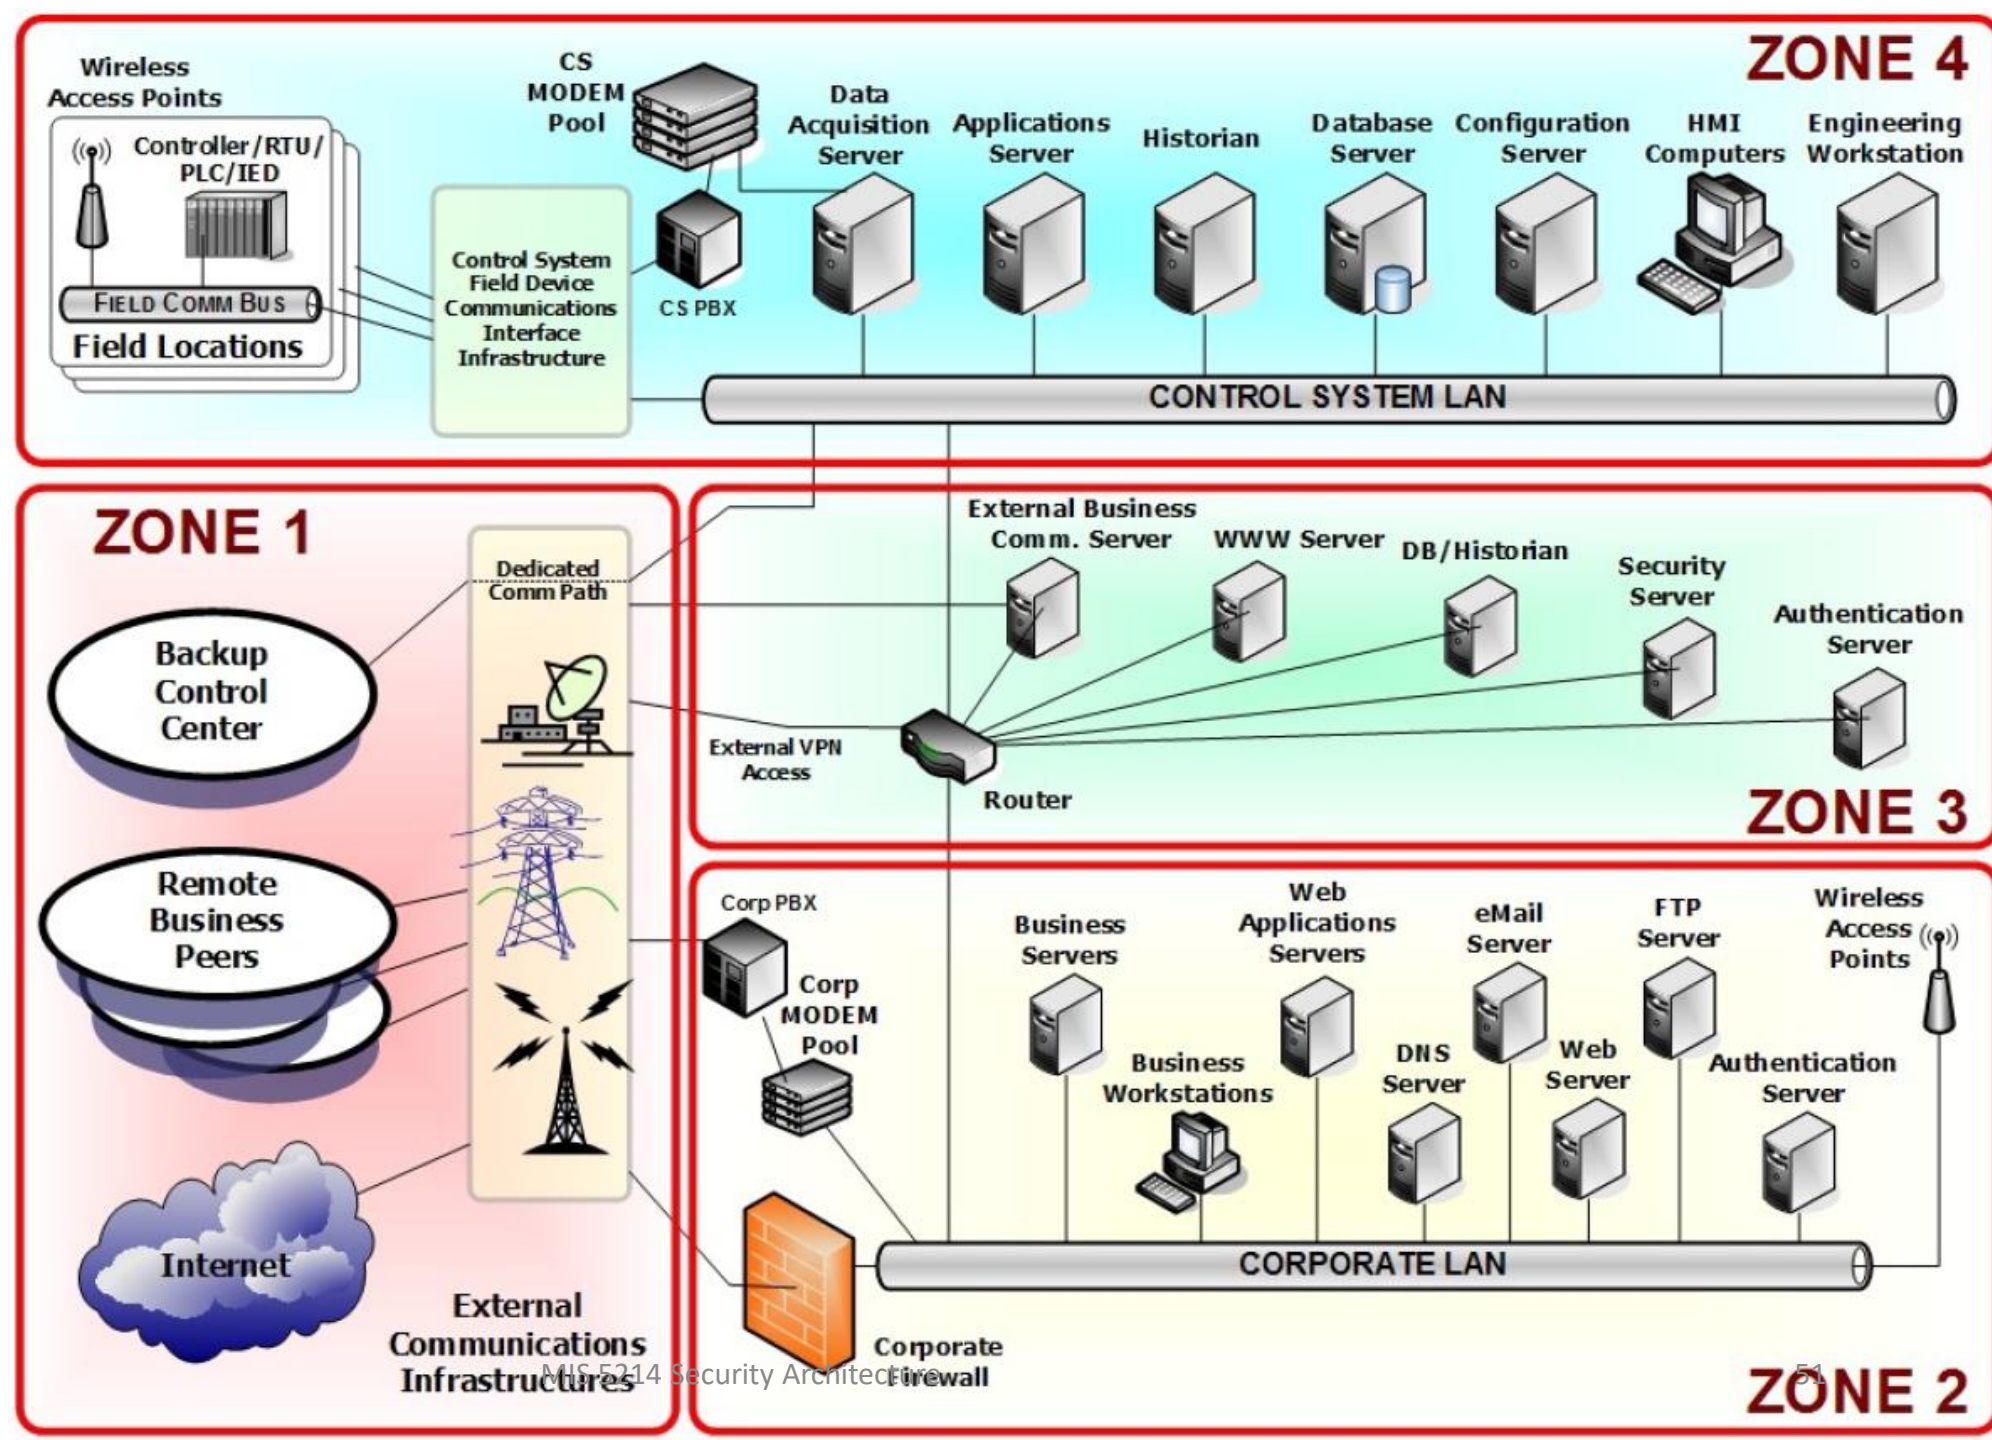 ZONE 4
Wireless
Access Points
Controller/RTU/
PLC/IED
FIELD COMM BUS
Field Locations
Control System
Field Device
Communications
Interface
Infrastructure
CS
MODEM
Pool
CS PBX
Data
Acquisition
Server
Applications
Server
Historian
Database
Server
Configuration
Server
HMI
Computers
Engineering
Workstation
CONTROL SYSTEM LAN
ZONE 1
Dedicated
Comm Path
Backup
Control
Center
Remote
Business
Peers
Internet
External
Communications
Infrastructures
External Business
Comm. Server
WWW Server
DB/Historian
Security
Server
Authentication
Server
External VPN
Access
Router
ZONE 3
Corp PBX
Corp
MODEM
Pool
Business
Servers
Business
Workstations
Web
Applications
Servers
DNS
Server
eMail
Server
Web
Server
FTP
Server
Authentication
Server
Wireless
Access
Points
CORPORATE LAN
Corporate
Firewall
ZONE 2
MIS 5214 Security Architecture
51